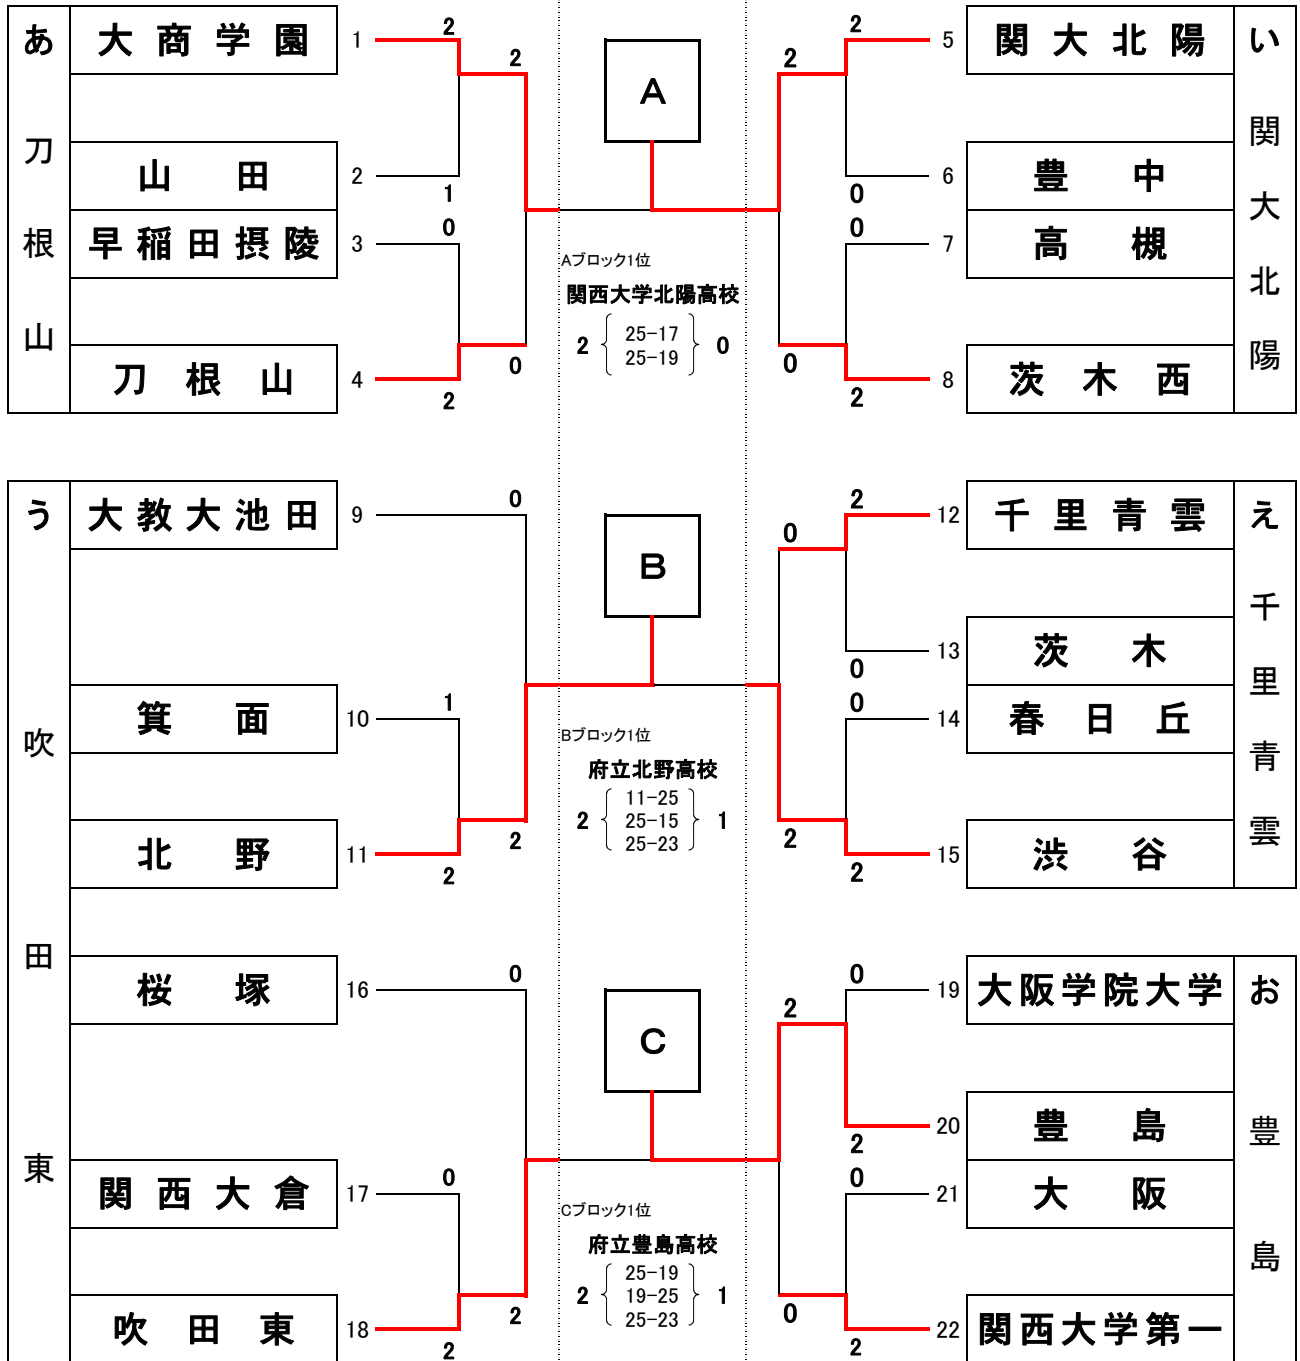 あ
刀根山
大商学園 1
2
2
山田 2
1
早稲田摂陵 3
0
刀根山 4
2
0
A
Aブロック1位
関西大学北陽高校
2 25-17 0
25-19
2
2
5 関大北陽
6 豊中
0
0
7 高槻
0
2
8 茨木西
い
関大北陽
う
吹田東
大教大池田 9
0
箕面 10
1
北野 11
2
2
B
Bブロック1位
府立北野高校
11-25
2 25-15 1
25-23
2
0
12 千里青雲
13 茨木
0
0
14 春日丘
2
2
15 渋谷
え
千里青雲
桜塚 16
0
関西大倉 17
0
吹田東 18
2
2
C
Cブロック1位
府立豊島高校
25-19
2 19-25 1
25-23
0
2
19 大阪学院大学
20 豊島
2
0
21 大阪
0
2
22 関西大学第一
お
豊島